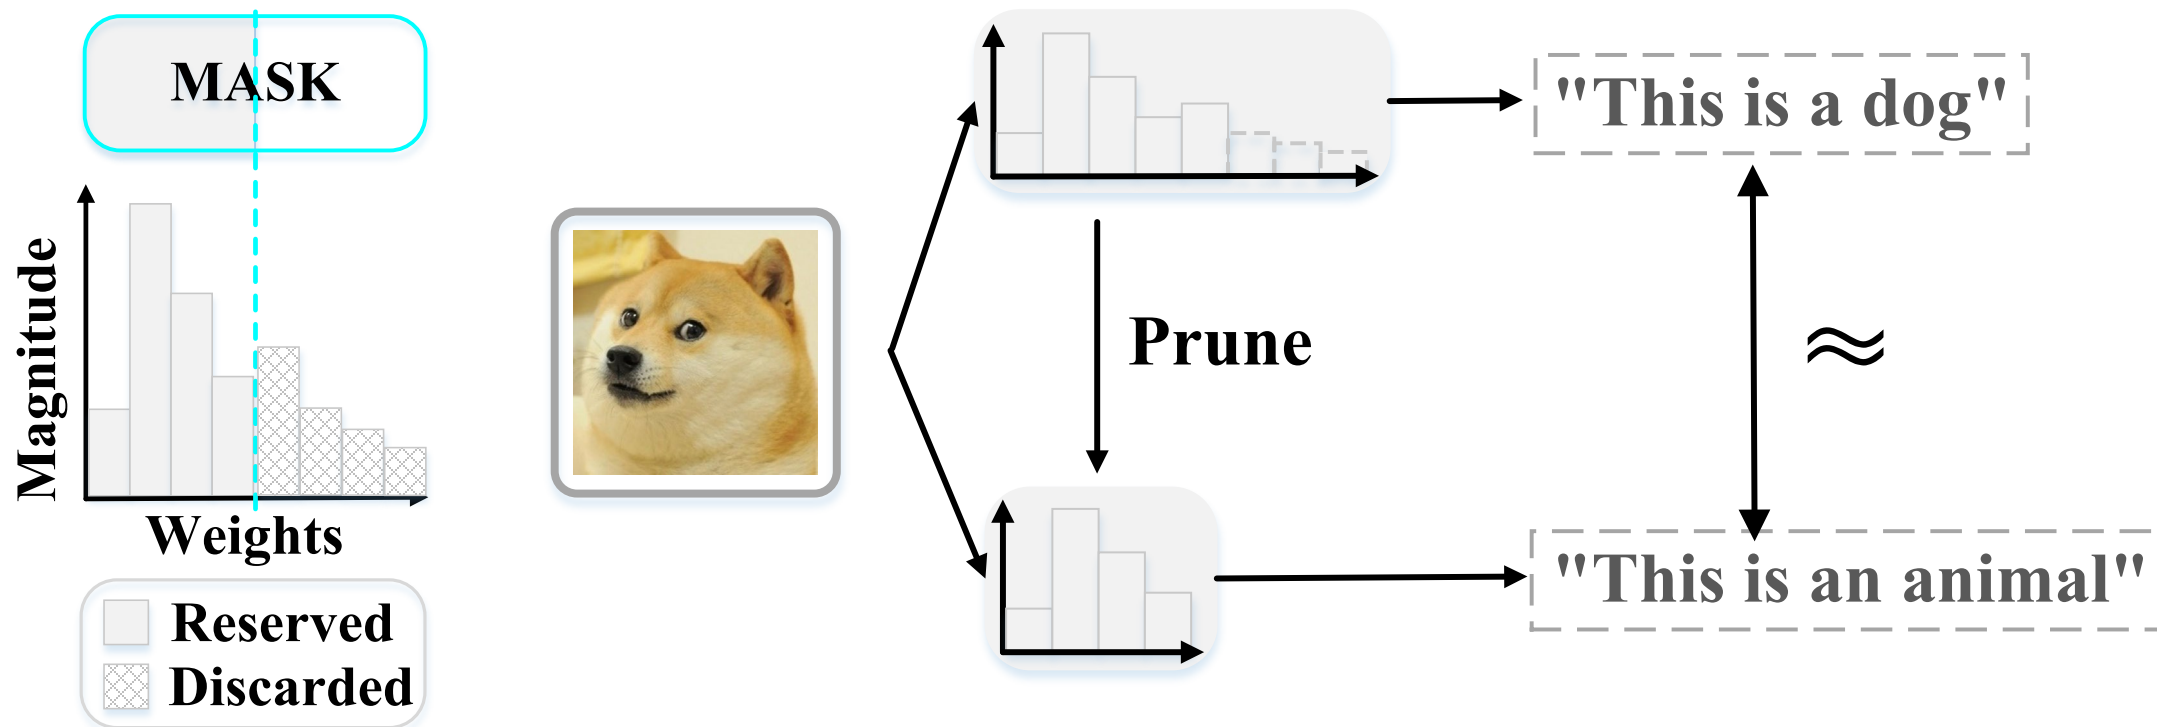 MASK
Magnitude
Weights
Reserved
Discarded
Prune
"This is a dog"
≈
"This is an animal"